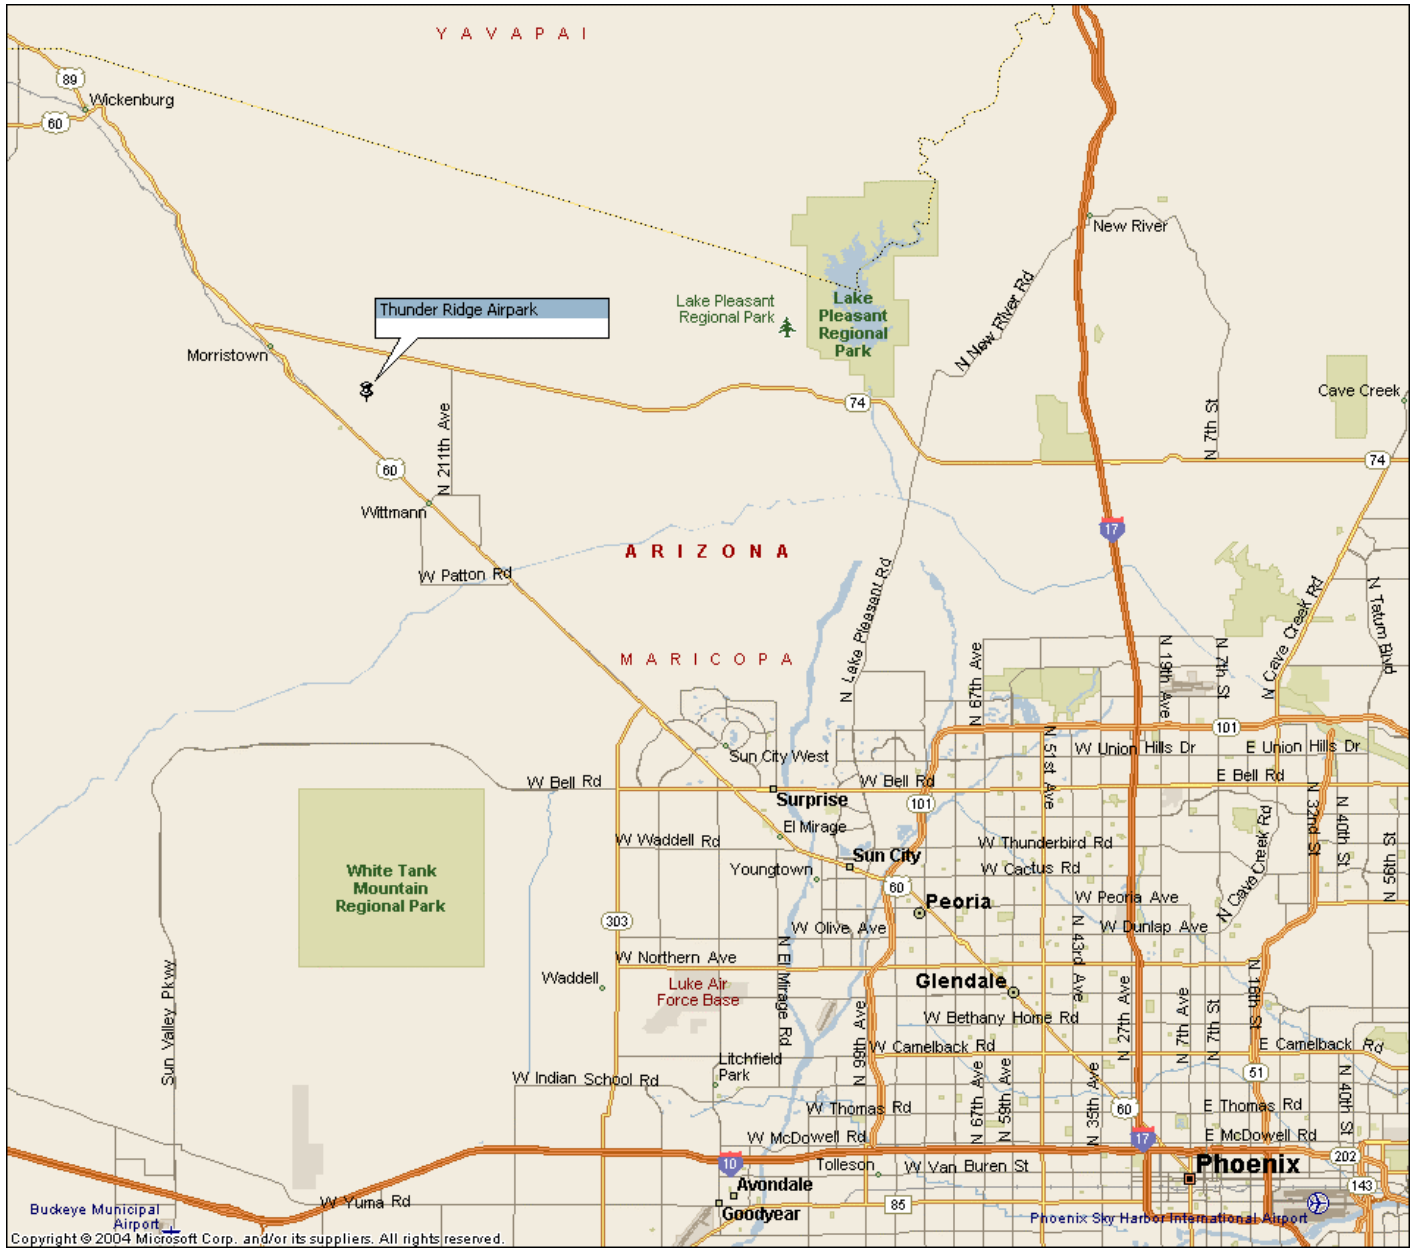 YAVAPAI
89
Wickenburg
60
New River
Thunder Ridge Airpark
Lake Pleasant
Regional Park
Lake
Pleasant
Regional
Park
N New River Rd
Morristown
Cave Creek
74
N 7th St
N 211th Ave
60
74
Wittmann
17
ARIZONA
W Patton Rd
N Lake Pleasant Rd
N Cave Creek Rd
N Tatum Blvd
MARICOPA
N 67th Ave
N 19th Ave
N 7th St
101
N 51st Ave
W Union Hills Dr
E Union Hills Dr
Sun City West
W Bell Rd
W Bell Rd
E Bell Rd
Surprise
101
N 32nd St
N 40th St
N 56th St
El Mirage
W Waddell Rd
W Thunderbird Rd
N Cave Creek Rd
Sun City
Youngtown
W Cactus Rd
White Tank
Mountain
Regional Park
60
Peoria
W Peoria Ave
303
W Olive Ave
N 43rd Ave
W Dunlap Ave
W Northern Ave
N El Mirage Rd
Waddell
Luke Air
Force Base
Glendale
N 16th St
Sun Valley Pkwy
N 99th Ave
W Bethany Home Rd
N 27th Ave
N 7th Ave
N 7th St
W Camelback Rd
E Camelback Rd
Litchfield
Park
W Indian School Rd
N 67th Ave
N 59th Ave
N 35th Ave
51
N 40th St
W Thomas Rd
60
E Thomas Rd
W McDowell Rd
17
E McDowell Rd
10
Tolleson
W Van Buren St
Phoenix
202
Avondale
143
W Yuma Rd
Goodyear
85
Buckeye Municipal
Airport
Phoenix Sky Harbor International Airport
Copyright © 2004 Microsoft Corp. and/or its suppliers. All rights reserved.